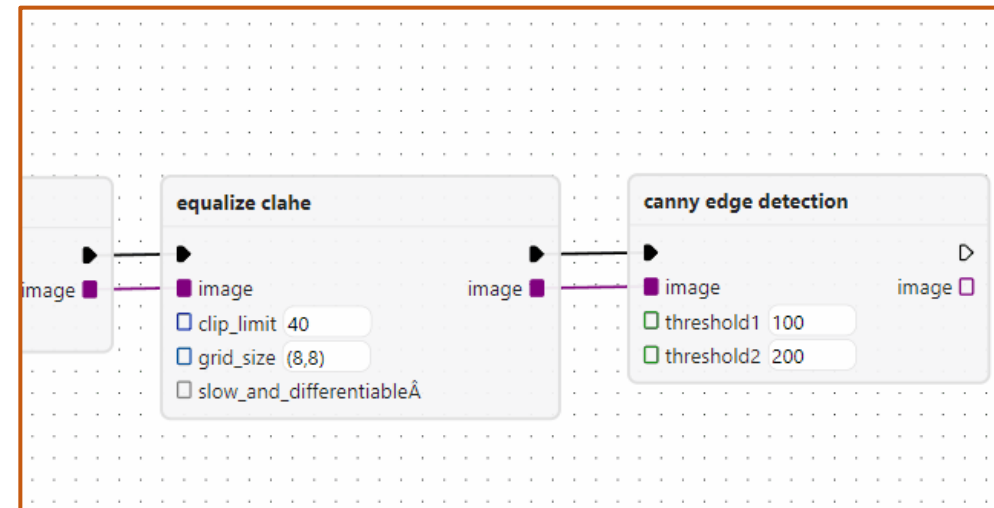 image
equalize clahe
image image
clip_limit 40
grid_size (8,8)
slow_and_differentiableÂ
canny edge detection
image image
threshold1 100
threshold2 200